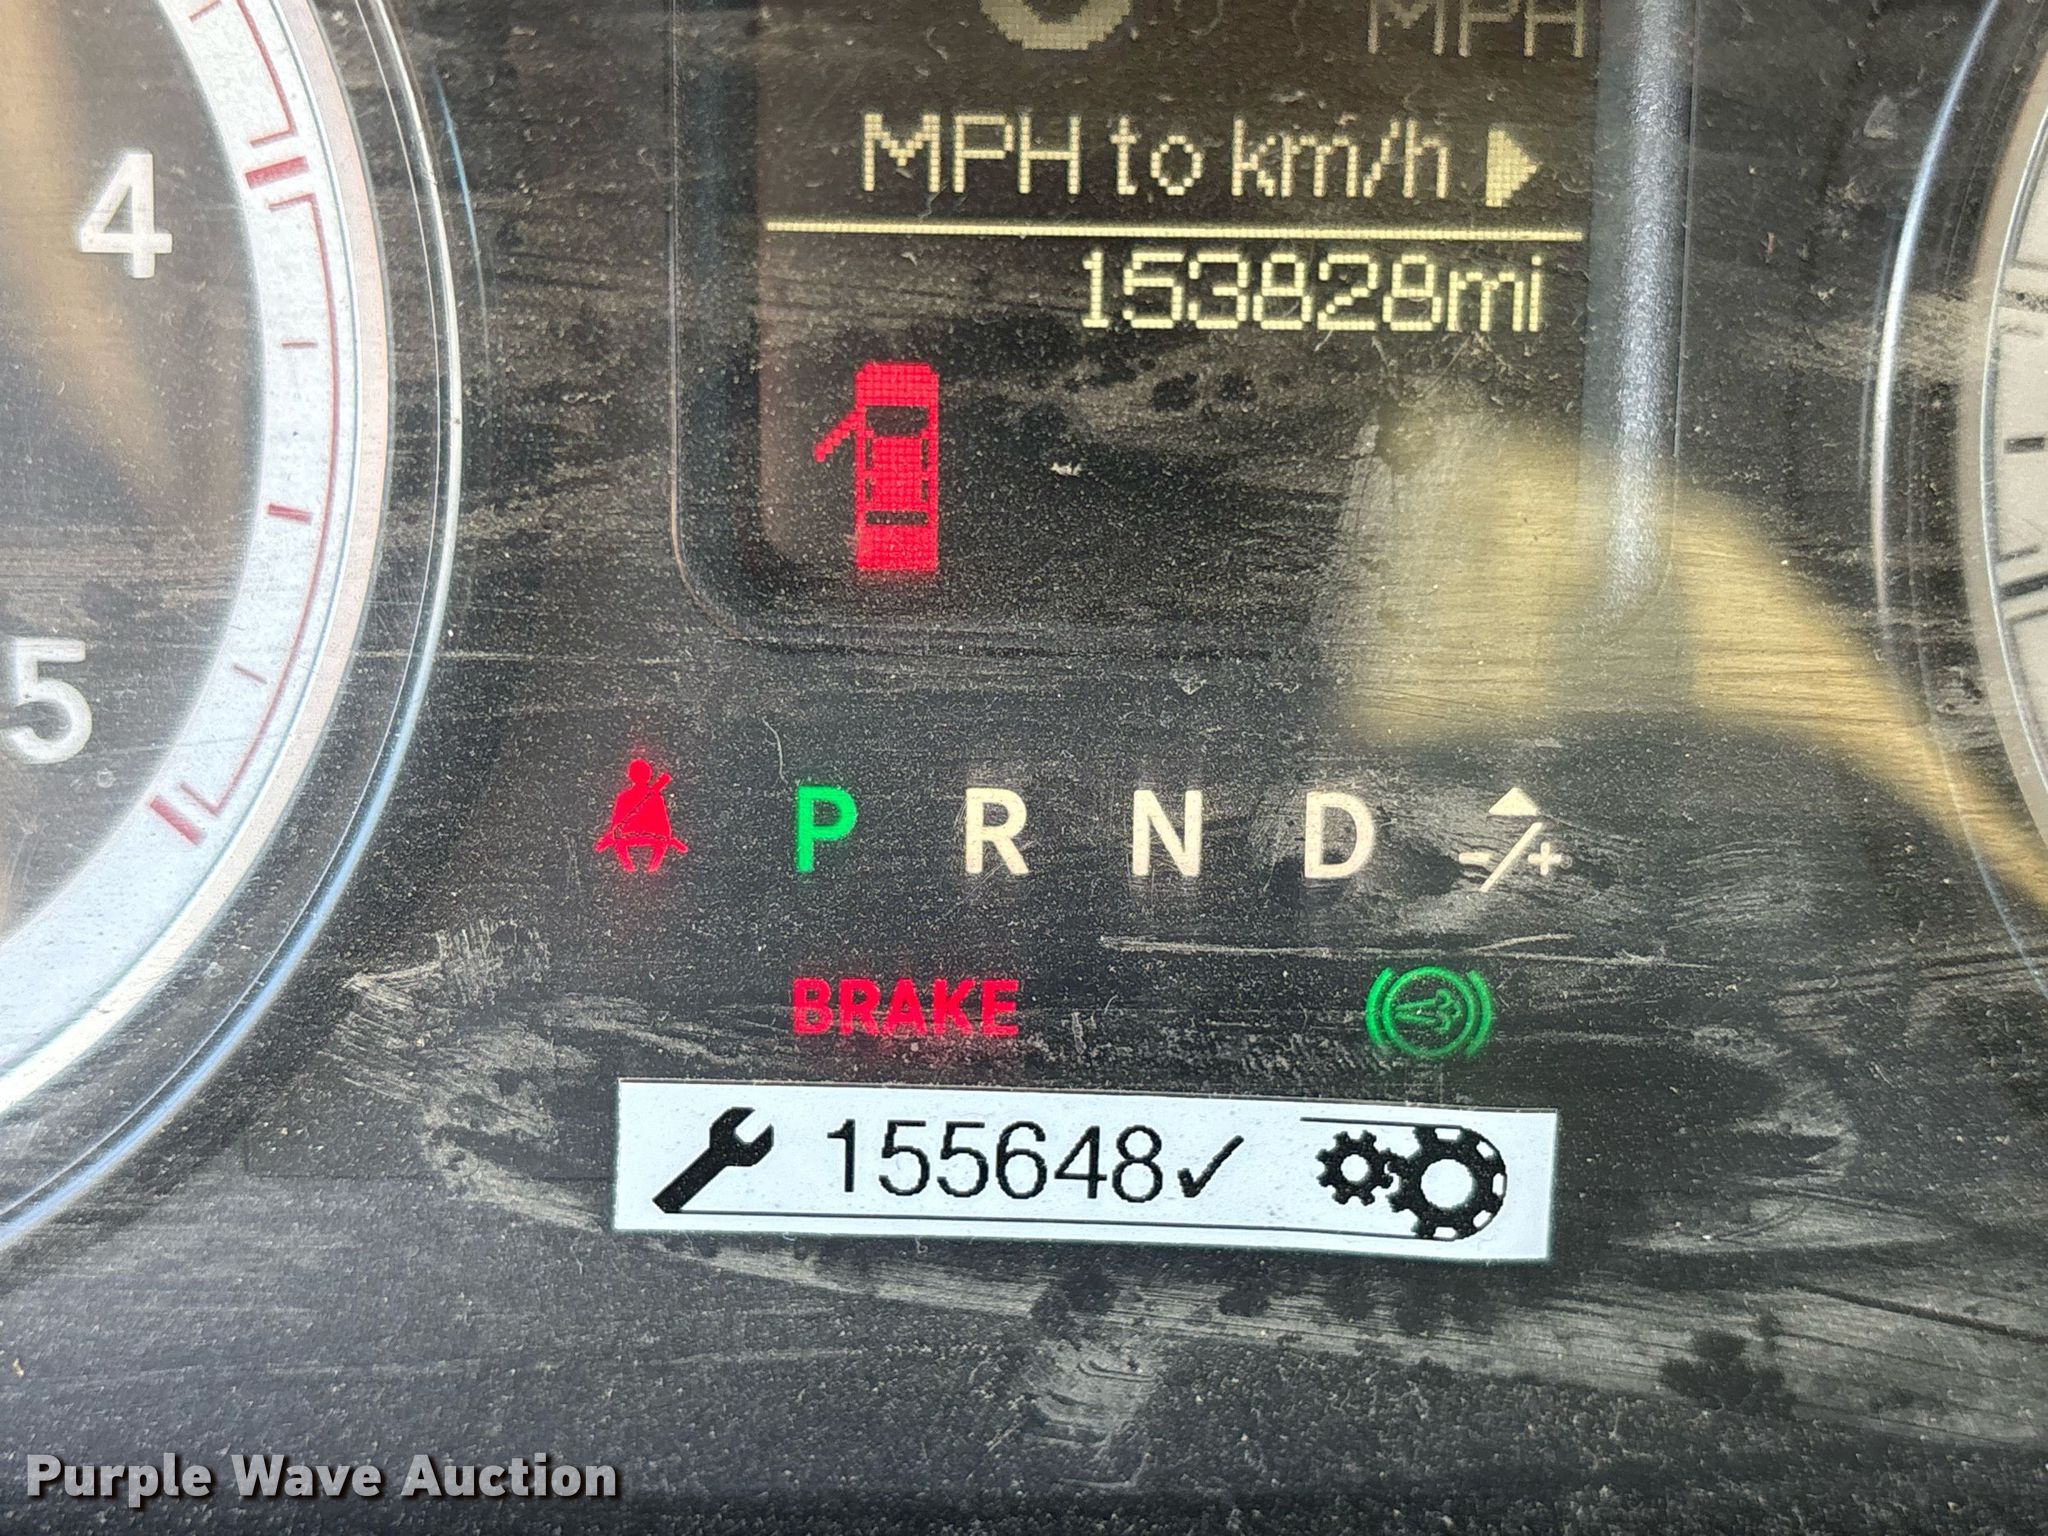 MPH
MPH to km/h
153828mi
4
5
P R N D -/+
BRAKE
155648✓
Purple Wave Auction